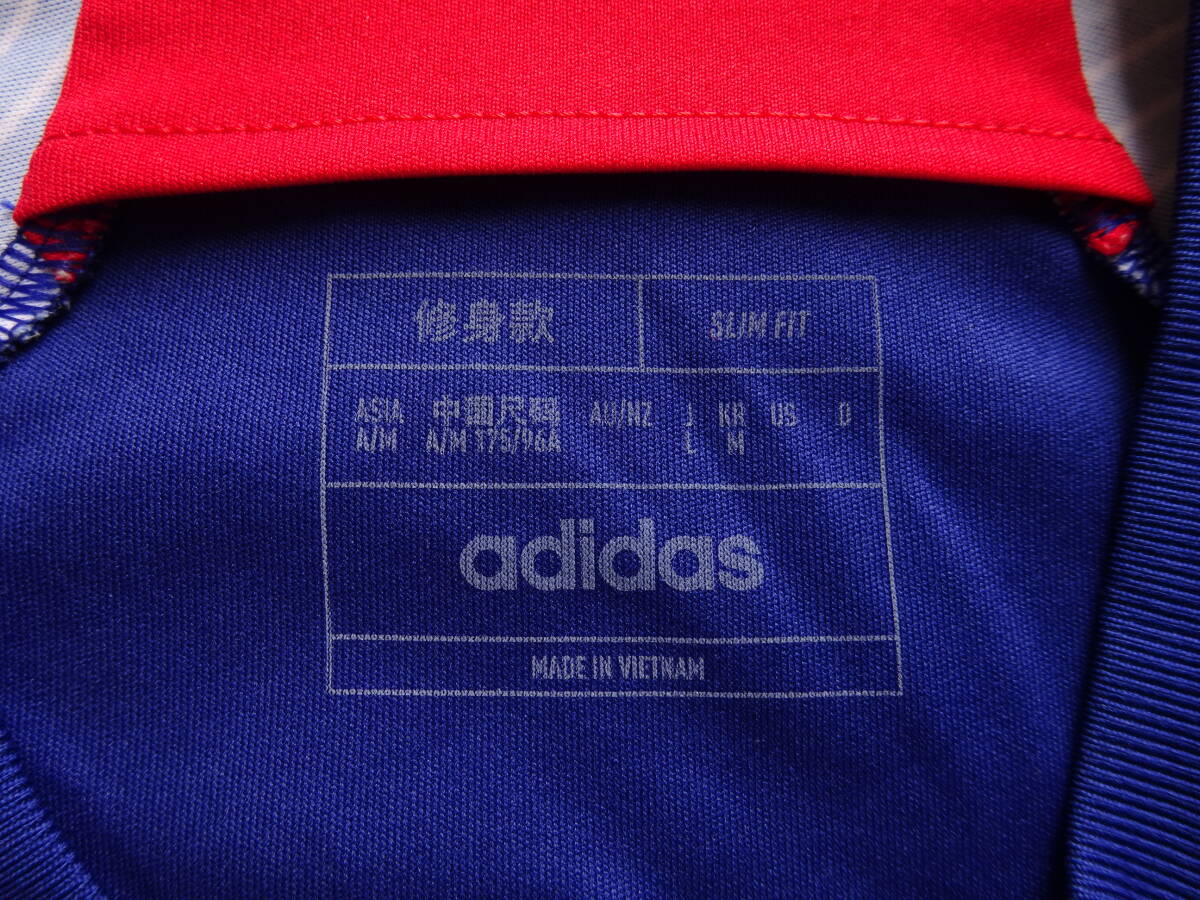 修身款 SLIM FIT
ASIA 中国尺码 AU/NZ J KR US D
A/M A/M 175/96A L M
adidas
MADE IN VIETNAM